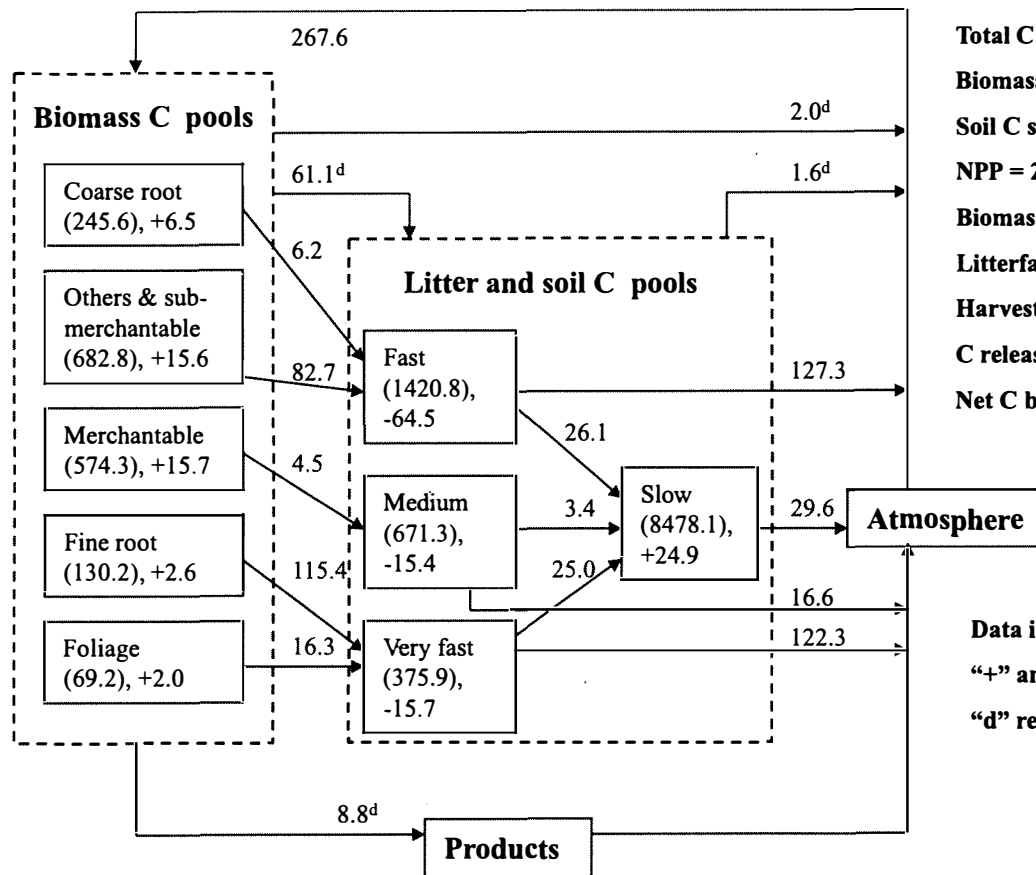 267.6
Biomass C pools
2.0d
61.1d
1.6d
Coarse root
(245.6), +6.5
6.2
Litter and soil C pools
Others & sub-
merchantable
(682.8), +15.6
82.7
Fast
(1420.8),
-64.5
127.3
26.1
Merchantable
(574.3), +15.7
4.5
Medium
(671.3),
-15.4
3.4
Slow
(8478.1),
+24.9
29.6
Atmosphere
Fine root
(130.2), +2.6
115.4
25.0
16.6
Foliage
(69.2), +2.0
16.3
Very fast
(375.9),
-15.7
122.3
8.8d
Products
Total C
Biomass
Soil C s
NPP = 2
Biomas
Litterfa
Harvest
C releas
Net C b
Data i
"+" an
"d" re